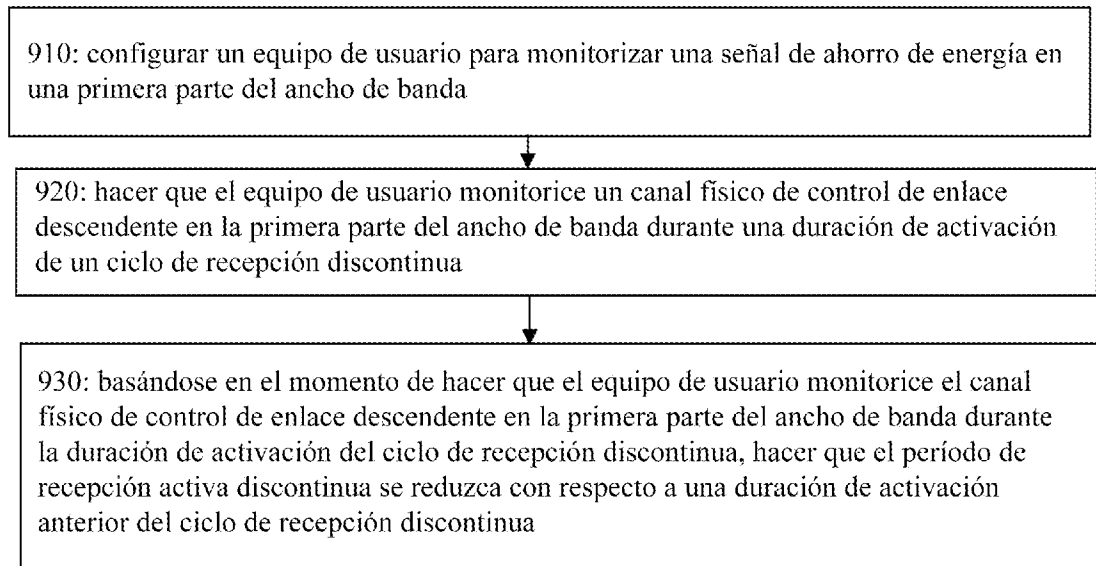 910: configurar un equipo de usuario para monitorizar una señal de ahorro de energía en
una primera parte del ancho de banda
920: hacer que el equipo de usuario monitorice un canal físico de control de enlace
descendente en la primera parte del ancho de banda durante una duración de activación
de un ciclo de recepción discontinua
930: basándose en el momento de hacer que el equipo de usuario monitorice el canal
físico de control de enlace descendente en la primera parte del ancho de banda durante
la duración de activación del ciclo de recepción discontinua, hacer que el período de
recepción activa discontinua se reduzca con respecto a una duración de activación
anterior del ciclo de recepción discontinua